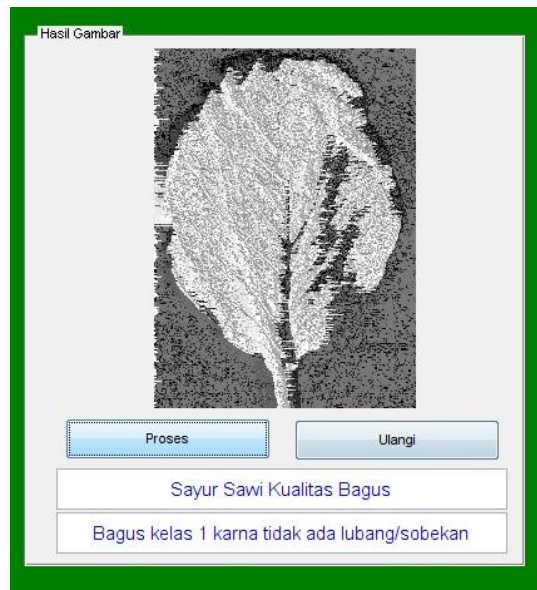 Hasil Gambar
Proses
Ulangi
Sayur Sawi Kualitas Bagus
Bagus kelas 1 karna tidak ada lubang/sobekan